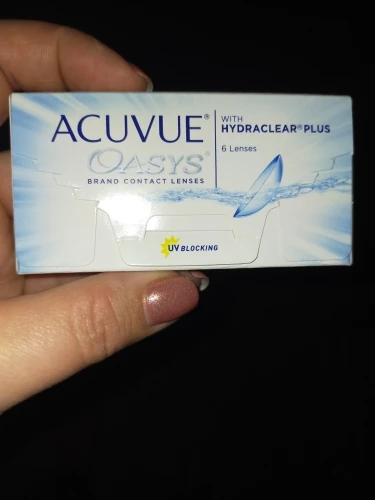 ACUVUE®
OASYS®
BRAND CONTACT LENSES
WITH
HYDRACLEAR® PLUS
6 Lenses
UV BLOCKING